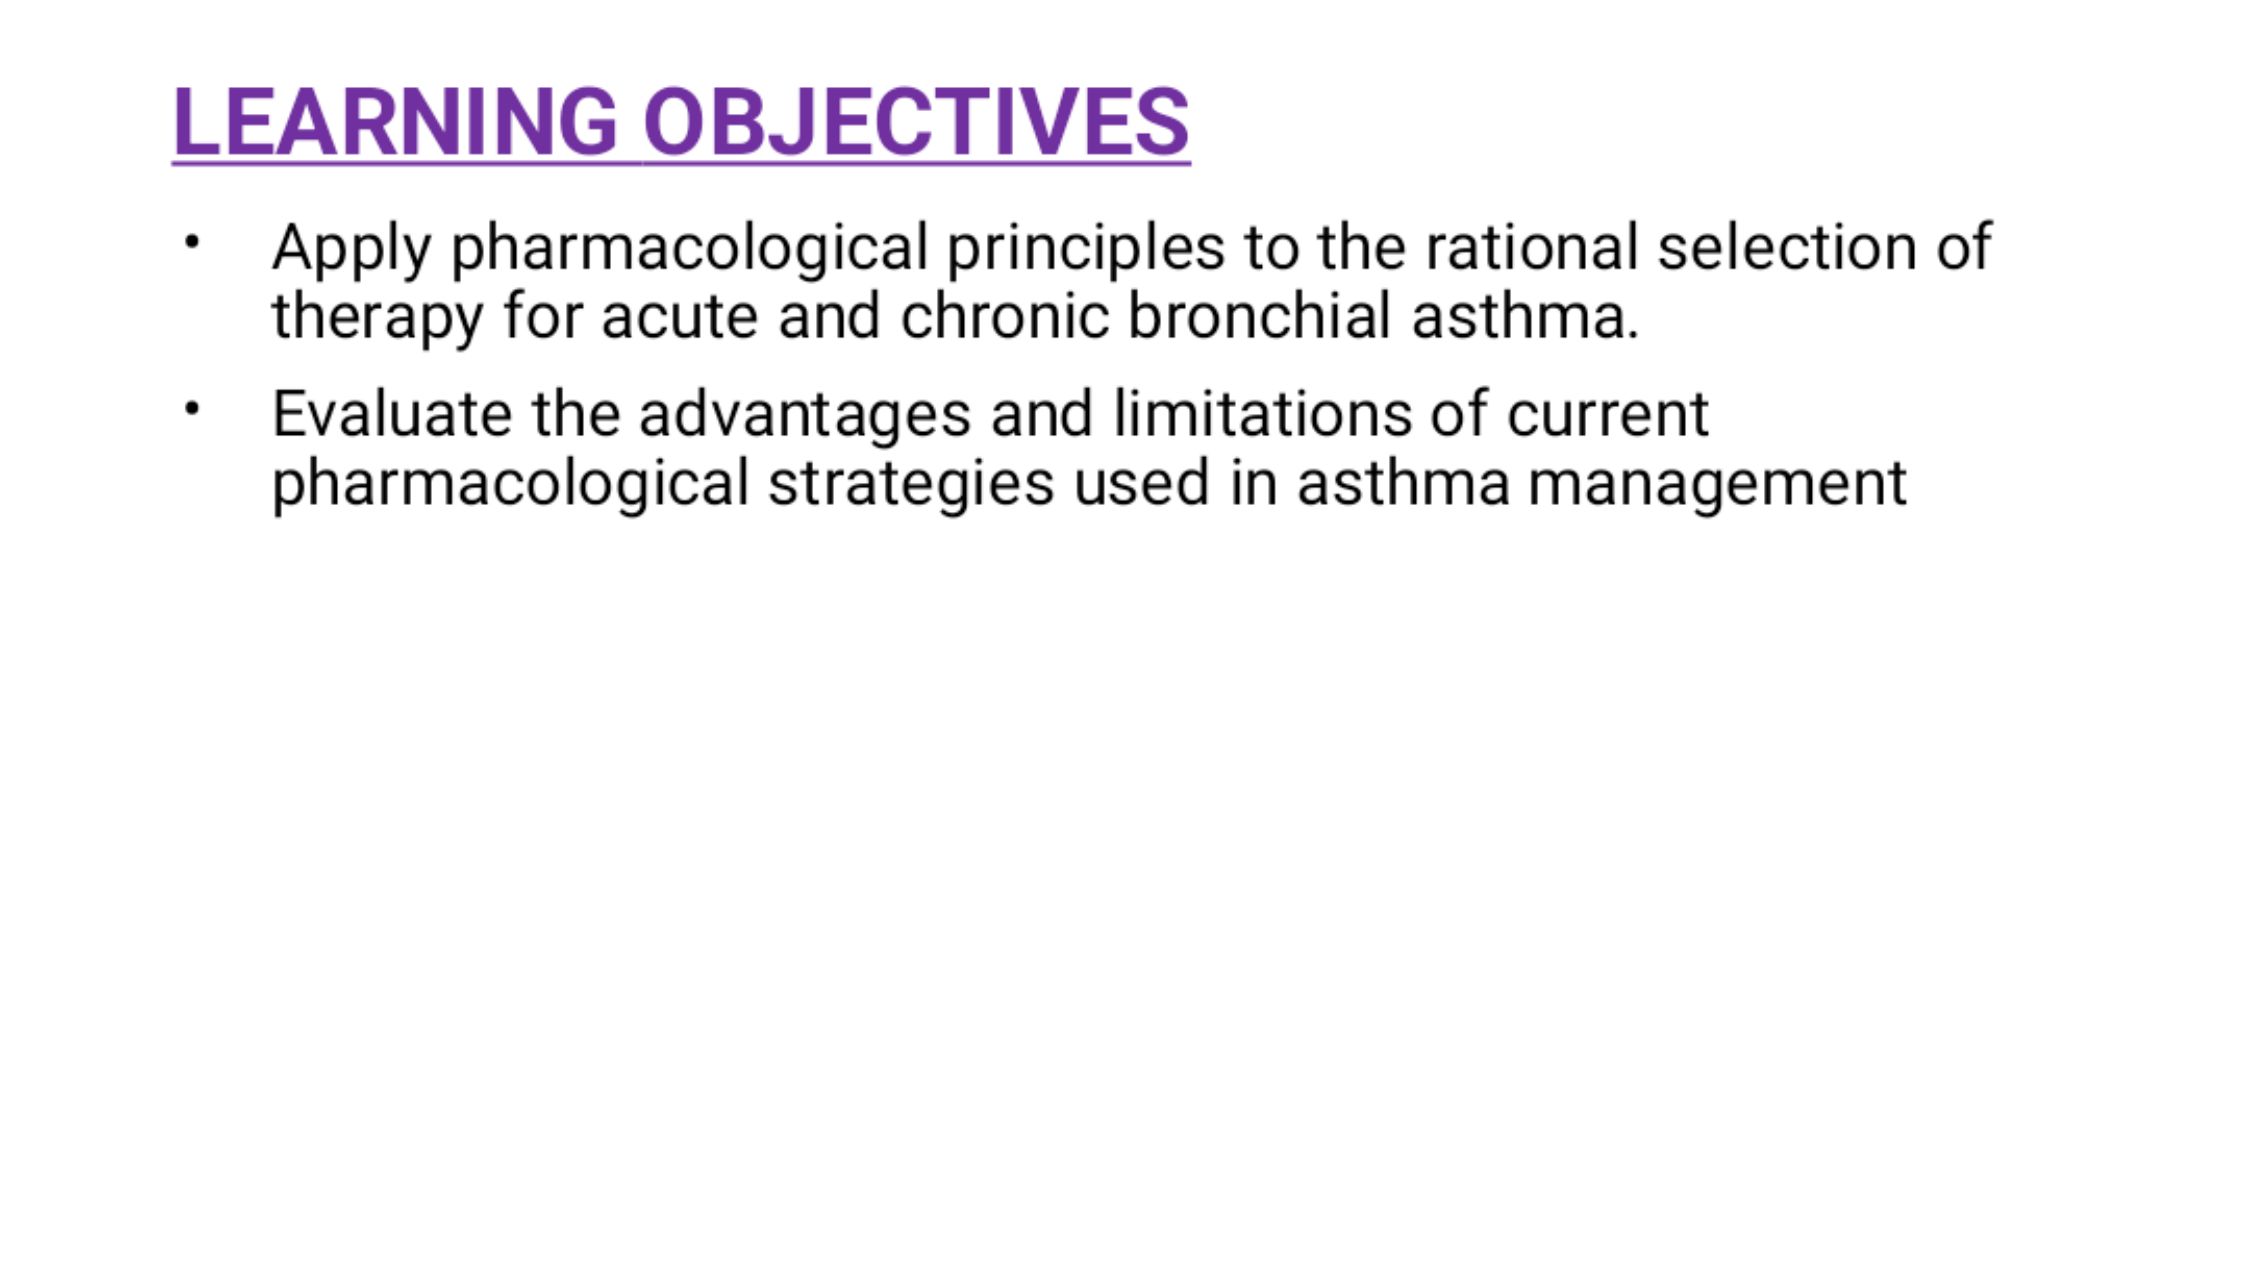 LEARNING OBJECTIVES
• Apply pharmacological principles to the rational selection of
therapy for acute and chronic bronchial asthma.
• Evaluate the advantages and limitations of current
pharmacological strategies used in asthma management